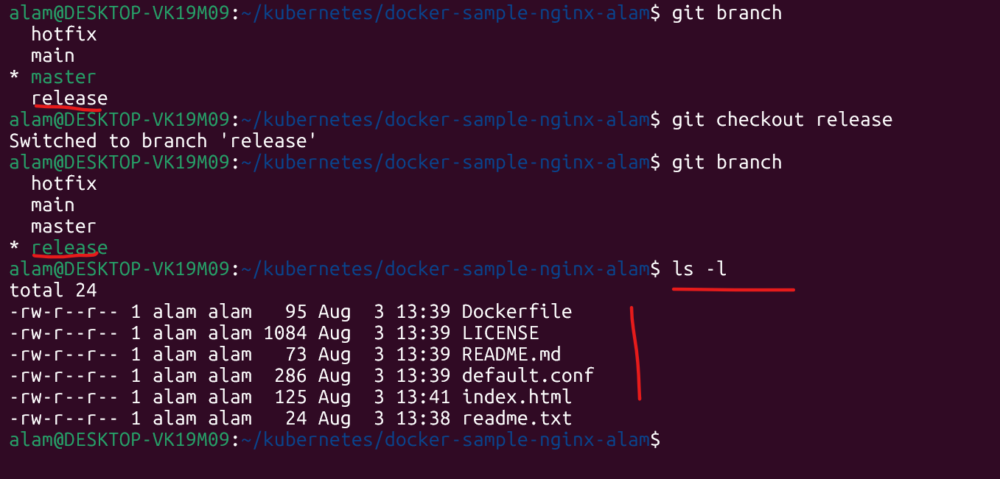 alam@DESKTOP-VK19M09:~/kubernetes/docker-sample-nginx-alam$ git branch
  hotfix
  main
* master
  release
alam@DESKTOP-VK19M09:~/kubernetes/docker-sample-nginx-alam$ git checkout release
Switched to branch 'release'
alam@DESKTOP-VK19M09:~/kubernetes/docker-sample-nginx-alam$ git branch
  hotfix
  main
  master
* release
alam@DESKTOP-VK19M09:~/kubernetes/docker-sample-nginx-alam$ ls -l
total 24
-rw-r--r-- 1 alam alam   95 Aug  3 13:39 Dockerfile
-rw-r--r-- 1 alam alam 1084 Aug  3 13:39 LICENSE
-rw-r--r-- 1 alam alam   73 Aug  3 13:39 README.md
-rw-r--r-- 1 alam alam  286 Aug  3 13:39 default.conf
-rw-r--r-- 1 alam alam  125 Aug  3 13:41 index.html
-rw-r--r-- 1 alam alam   24 Aug  3 13:38 readme.txt
alam@DESKTOP-VK19M09:~/kubernetes/docker-sample-nginx-alam$